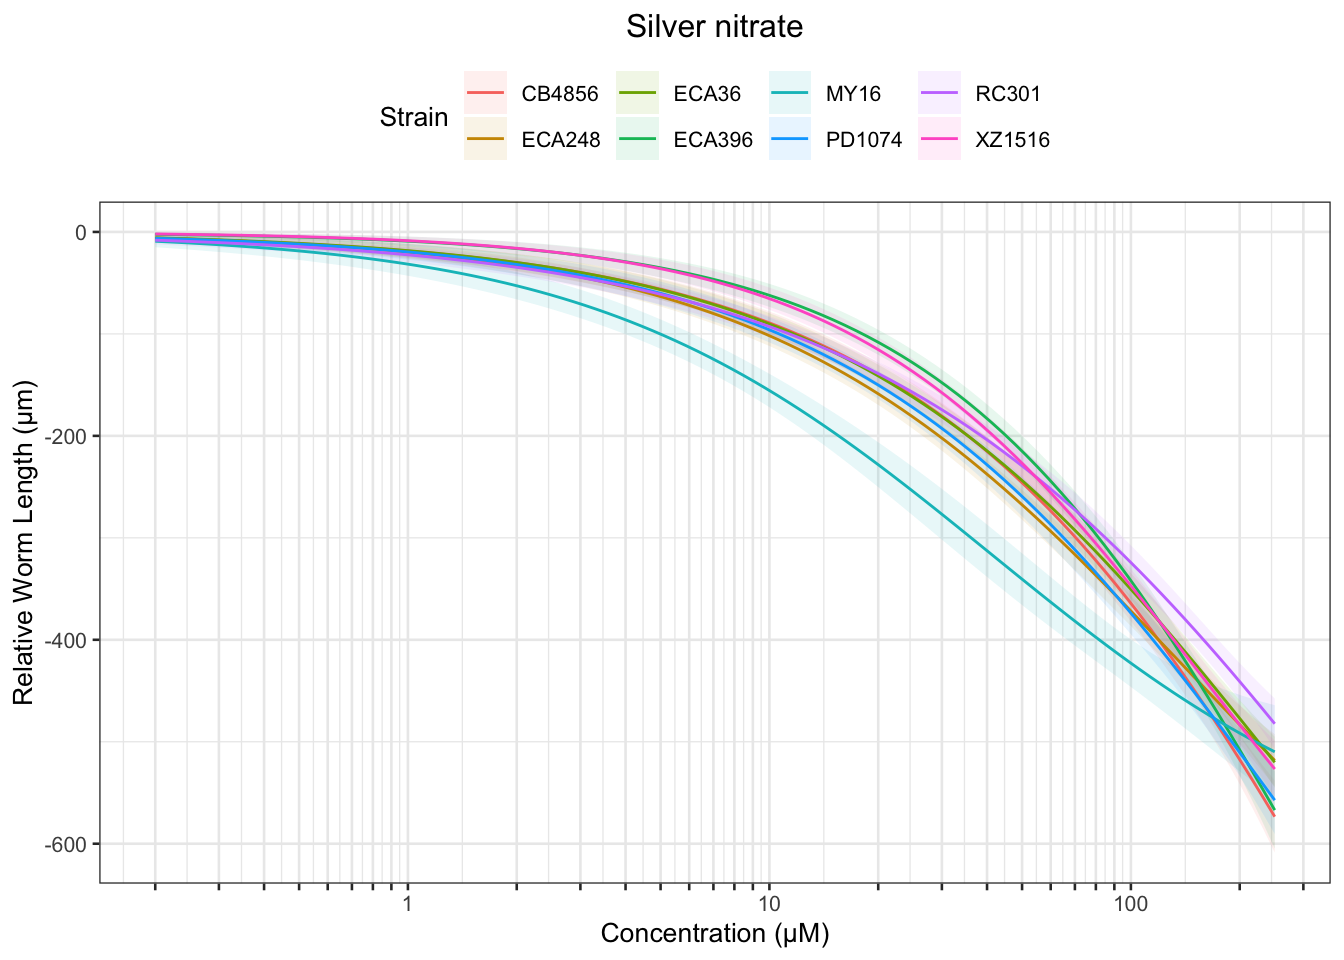 Silver nitrate
Strain
CB4856 ECA36 MY16 RC301
ECA248 ECA396 PD1074 XZ1516
Relative Worm Length (µm)
0
-200
-400
-600
1 10 100
Concentration (µM)